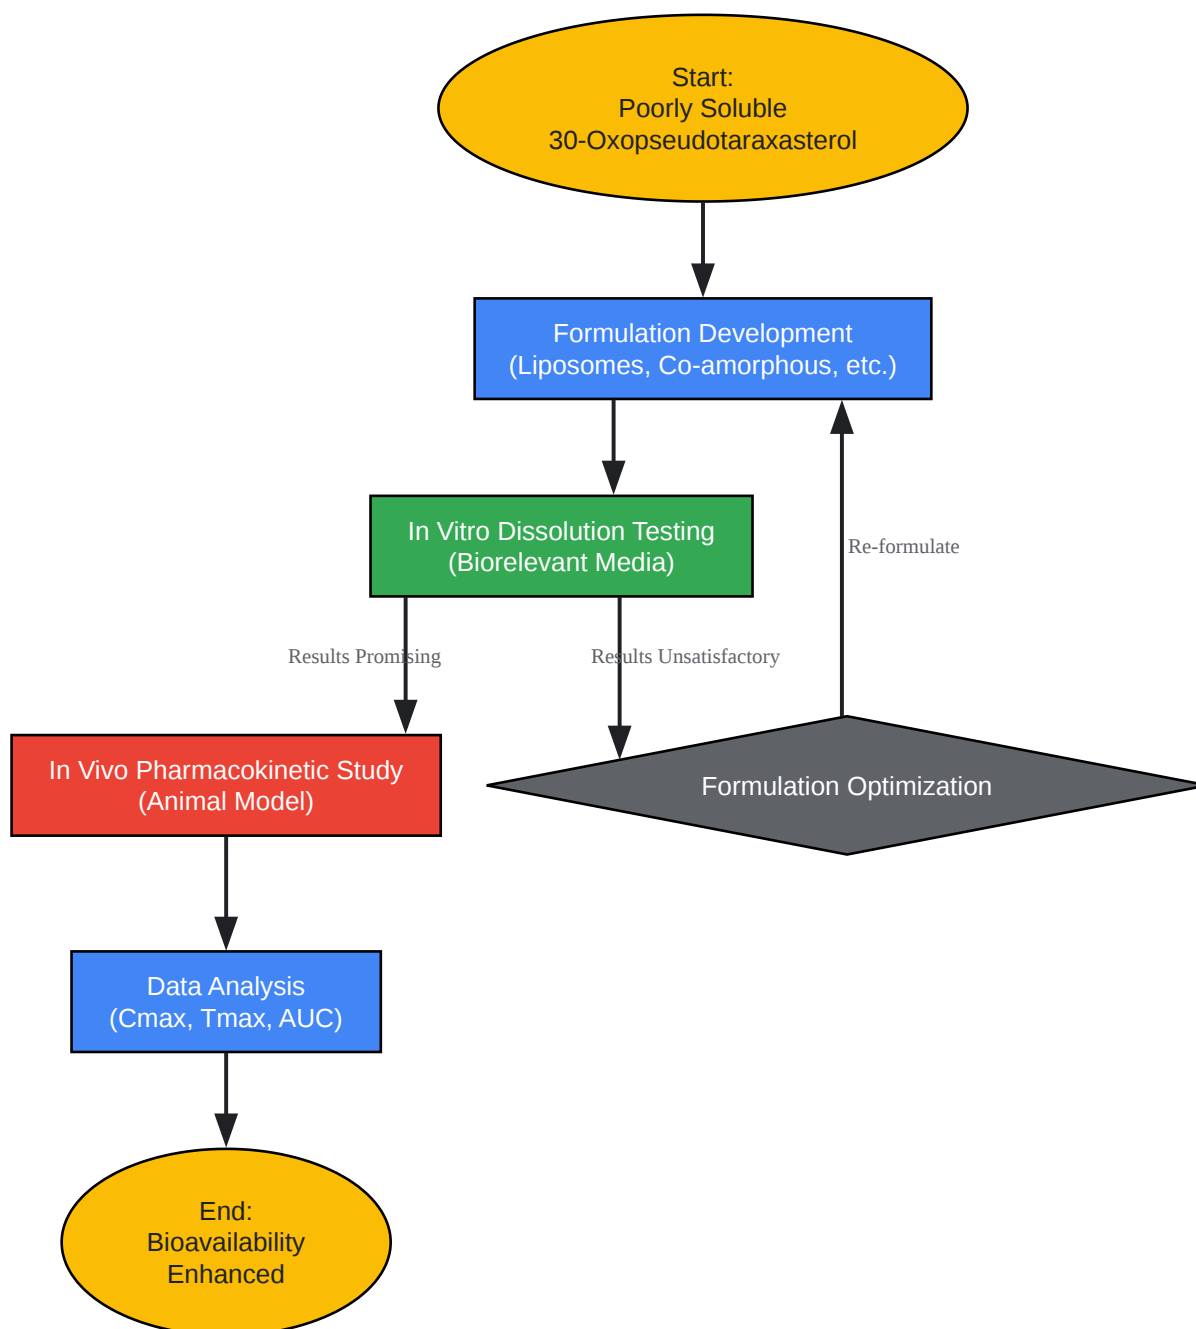 Start:
Poorly Soluble
30-Oxopseudotaraxasterol
Formulation Development
(Liposomes, Co-amorphous, etc.)
In Vitro Dissolution Testing
(Biorelevant Media)
Re-formulate
Results Promising
Results Unsatisfactory
In Vivo Pharmacokinetic Study
(Animal Model)
Formulation Optimization
Data Analysis
(Cmax, Tmax, AUC)
End:
Bioavailability
Enhanced